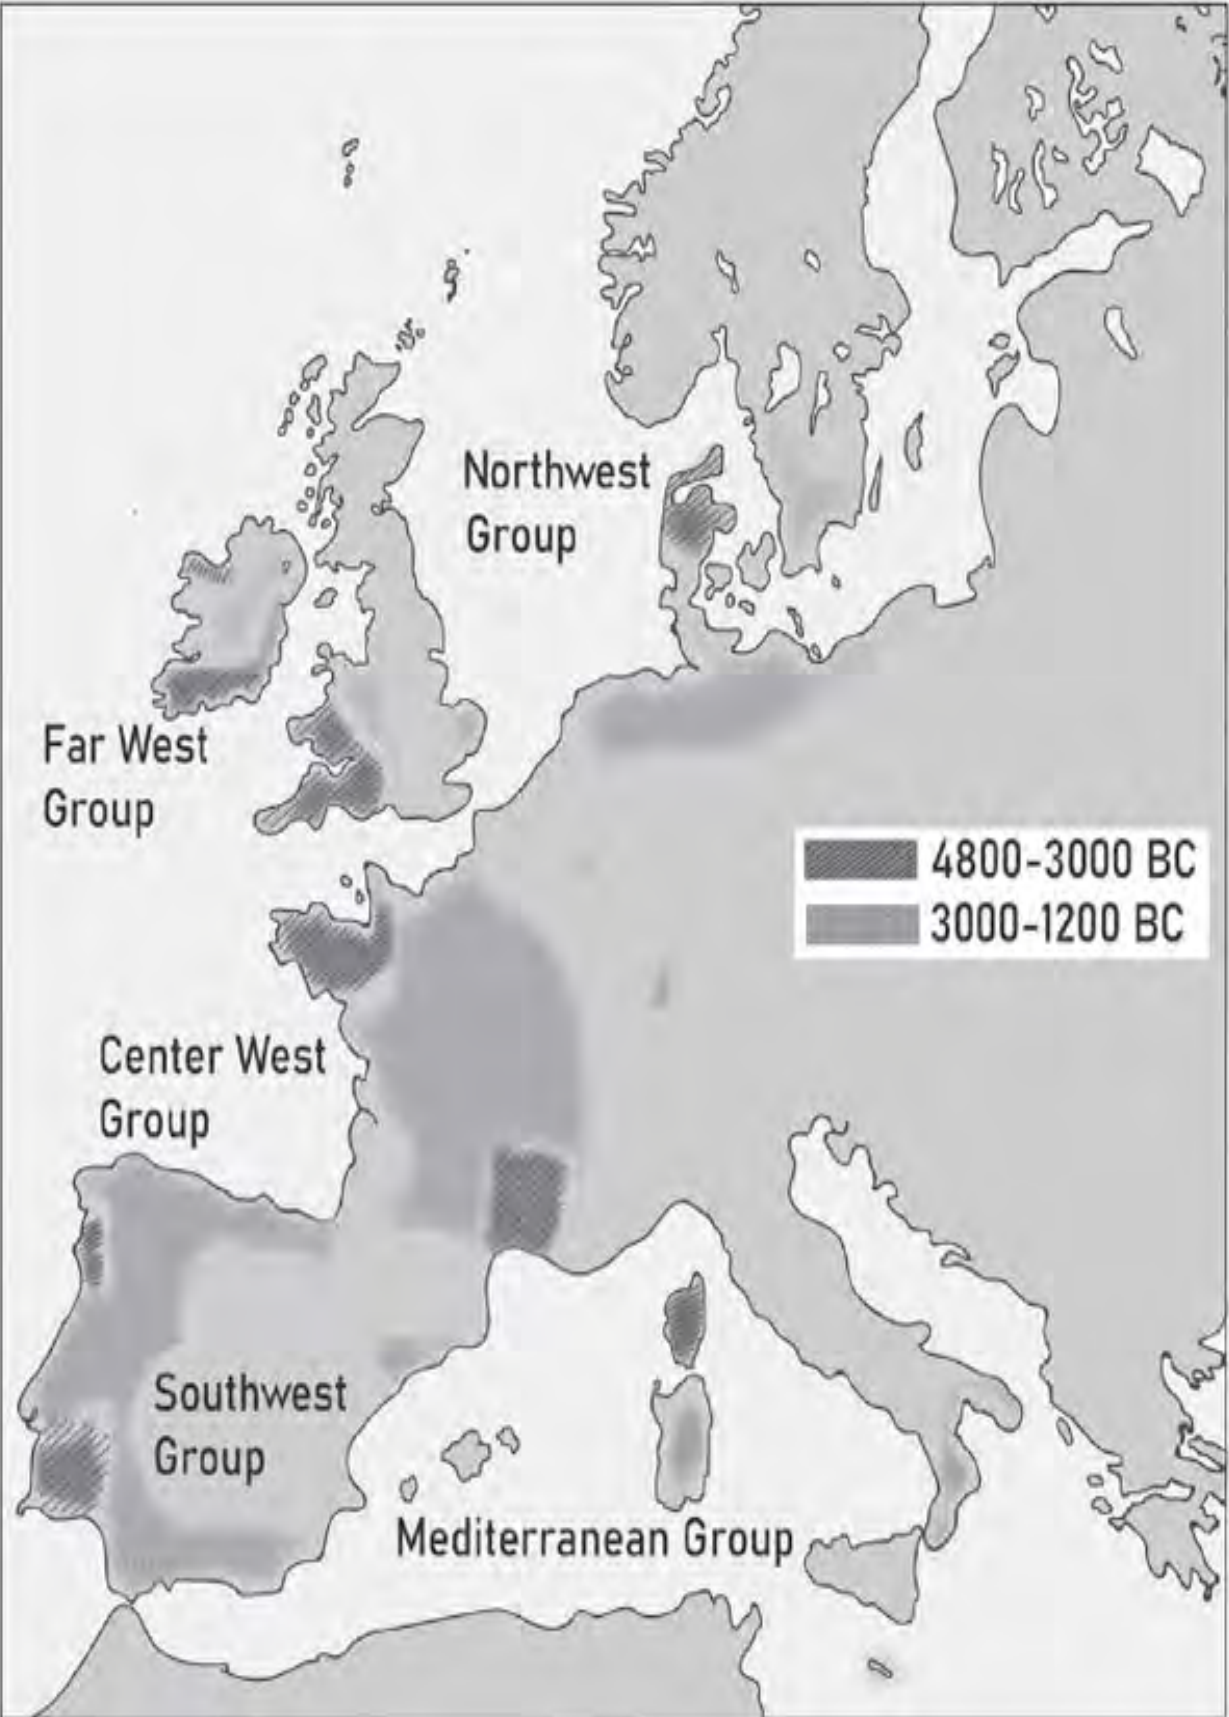 Northwest
Group
Far West
Group
4800-3000 BC
3000-1200 BC
Center West
Group
Southwest
Group
Mediterranean Group